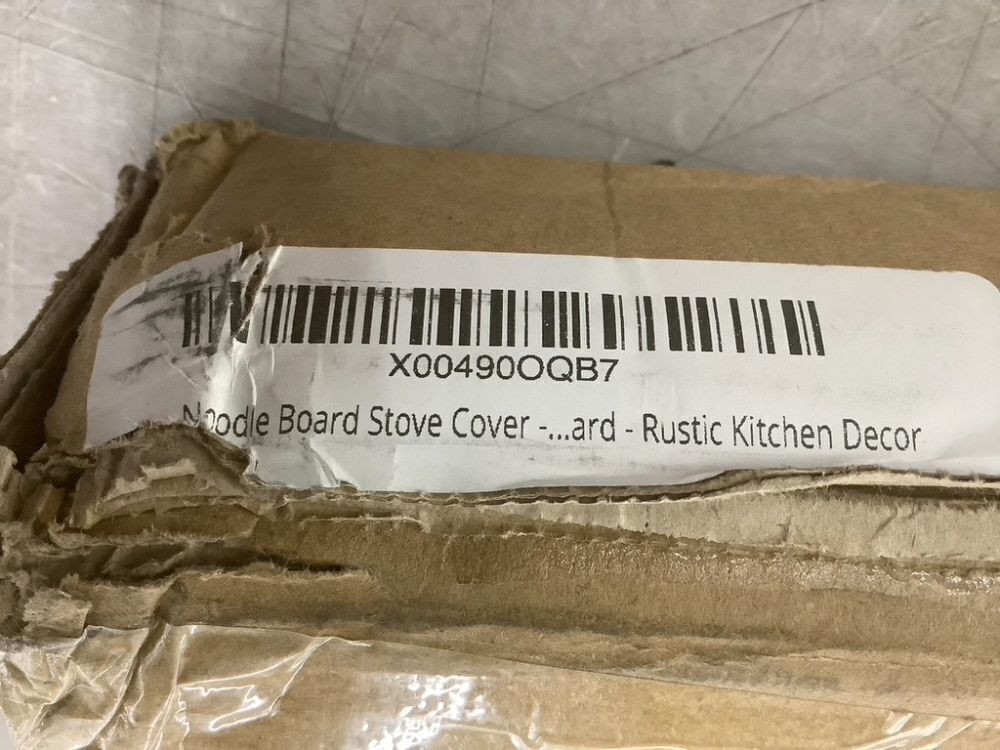 X00490OQB7
Noodle Board Stove Cover -...ard - Rustic Kitchen Decor